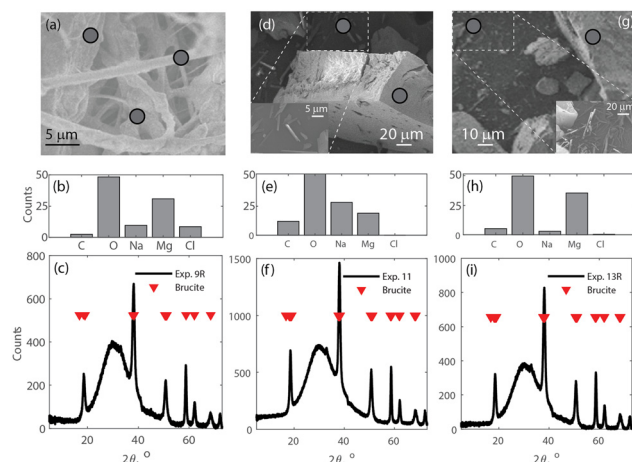 (a)
5 μm
(d)
5 μm
20 μm
(g)
10 μm
20 μm
(b)
50
25
0
Counts
C O Na Mg Cl
(e)
50
25
0
C O Na Mg Cl
(h)
50
25
0
C O Na Mg Cl
(c)
Exp. 9R
Brucite
800
600
400
200
0
Counts
20 40 60
2θ, °
(f)
Exp. 11
Brucite
1500
1000
500
0
20 40 60
2θ, °
(i)
Exp. 13R
Brucite
1000
800
600
400
200
0
20 40 60
2θ, °